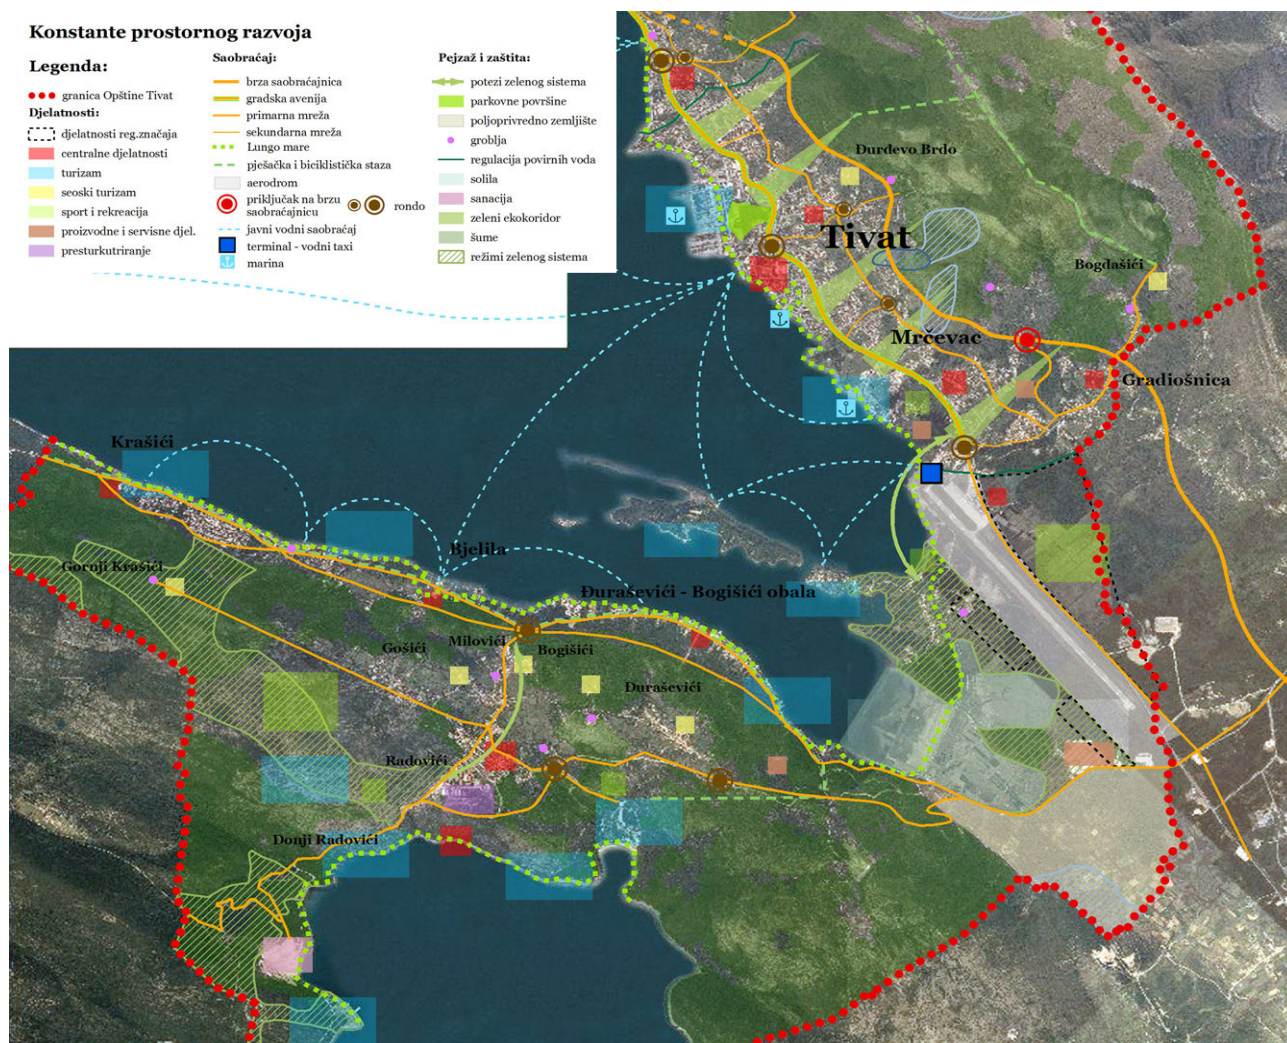 Konstante prostornog razvoja
Legenda:
granica Opštine Tivat
Djelatnosti:
djelatnosti reg.značaja
centralne djelatnosti
turizam
seoski turizam
sport i rekreacija
proizvodne i servisne djel.
presturkutriranje
Saobraćaj:
brza saobraćajnica
gradska avenija
primarna mreža
sekundarna mreža
Lungo mare
pješačka i biciklistička staza
aerodrom
priključak na brzu
saobraćajnicu
rondo
javni vodni saobraćaj
terminal - vodni taxi
marina
Pejzaž i zaštita:
potezi zelenog sistema
parkovne površine
poljoprivredno zemljište
groblja
regulacija povirnih voda
solila
sanacija
zeleni ekokoridor
šume
režimi zelenog sistema
Đurđevo Brdo
Tivat
Bogdašići
Mrčevac
Gradiošnica
Krašići
Bjelila
Gornji Krašići
Đuraševići - Bogišići obala
Milovići
Gošići
Bogišići
Đuraševići
Radovići
Donji Radovići